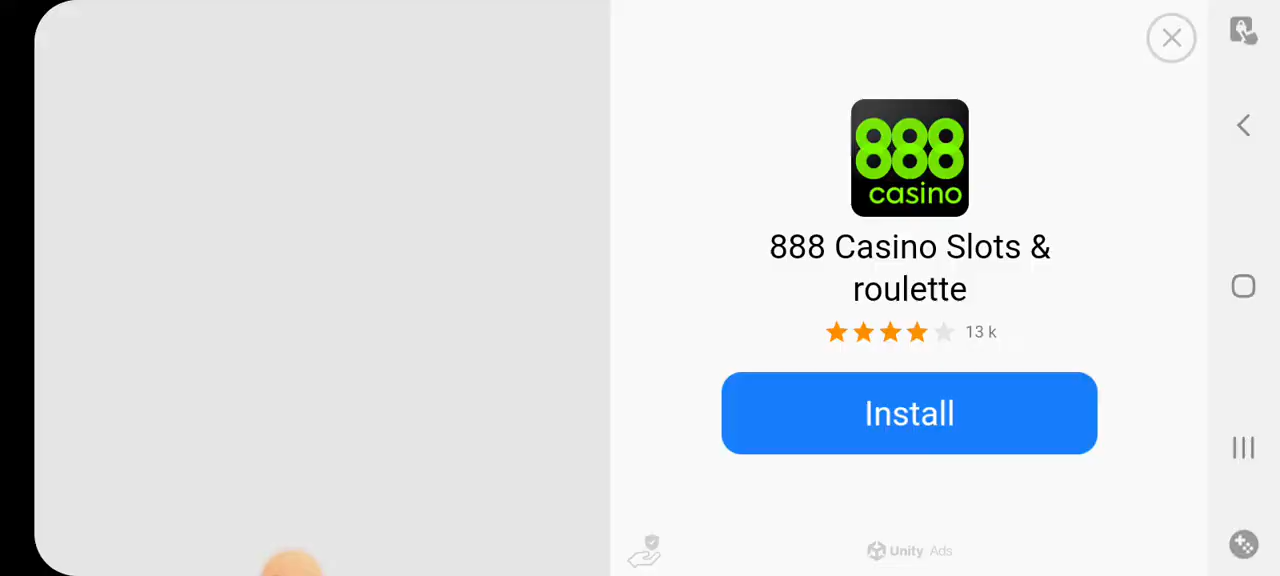 888
casino
888 Casino Slots &
roulette
13 k
Install
Unity Ads